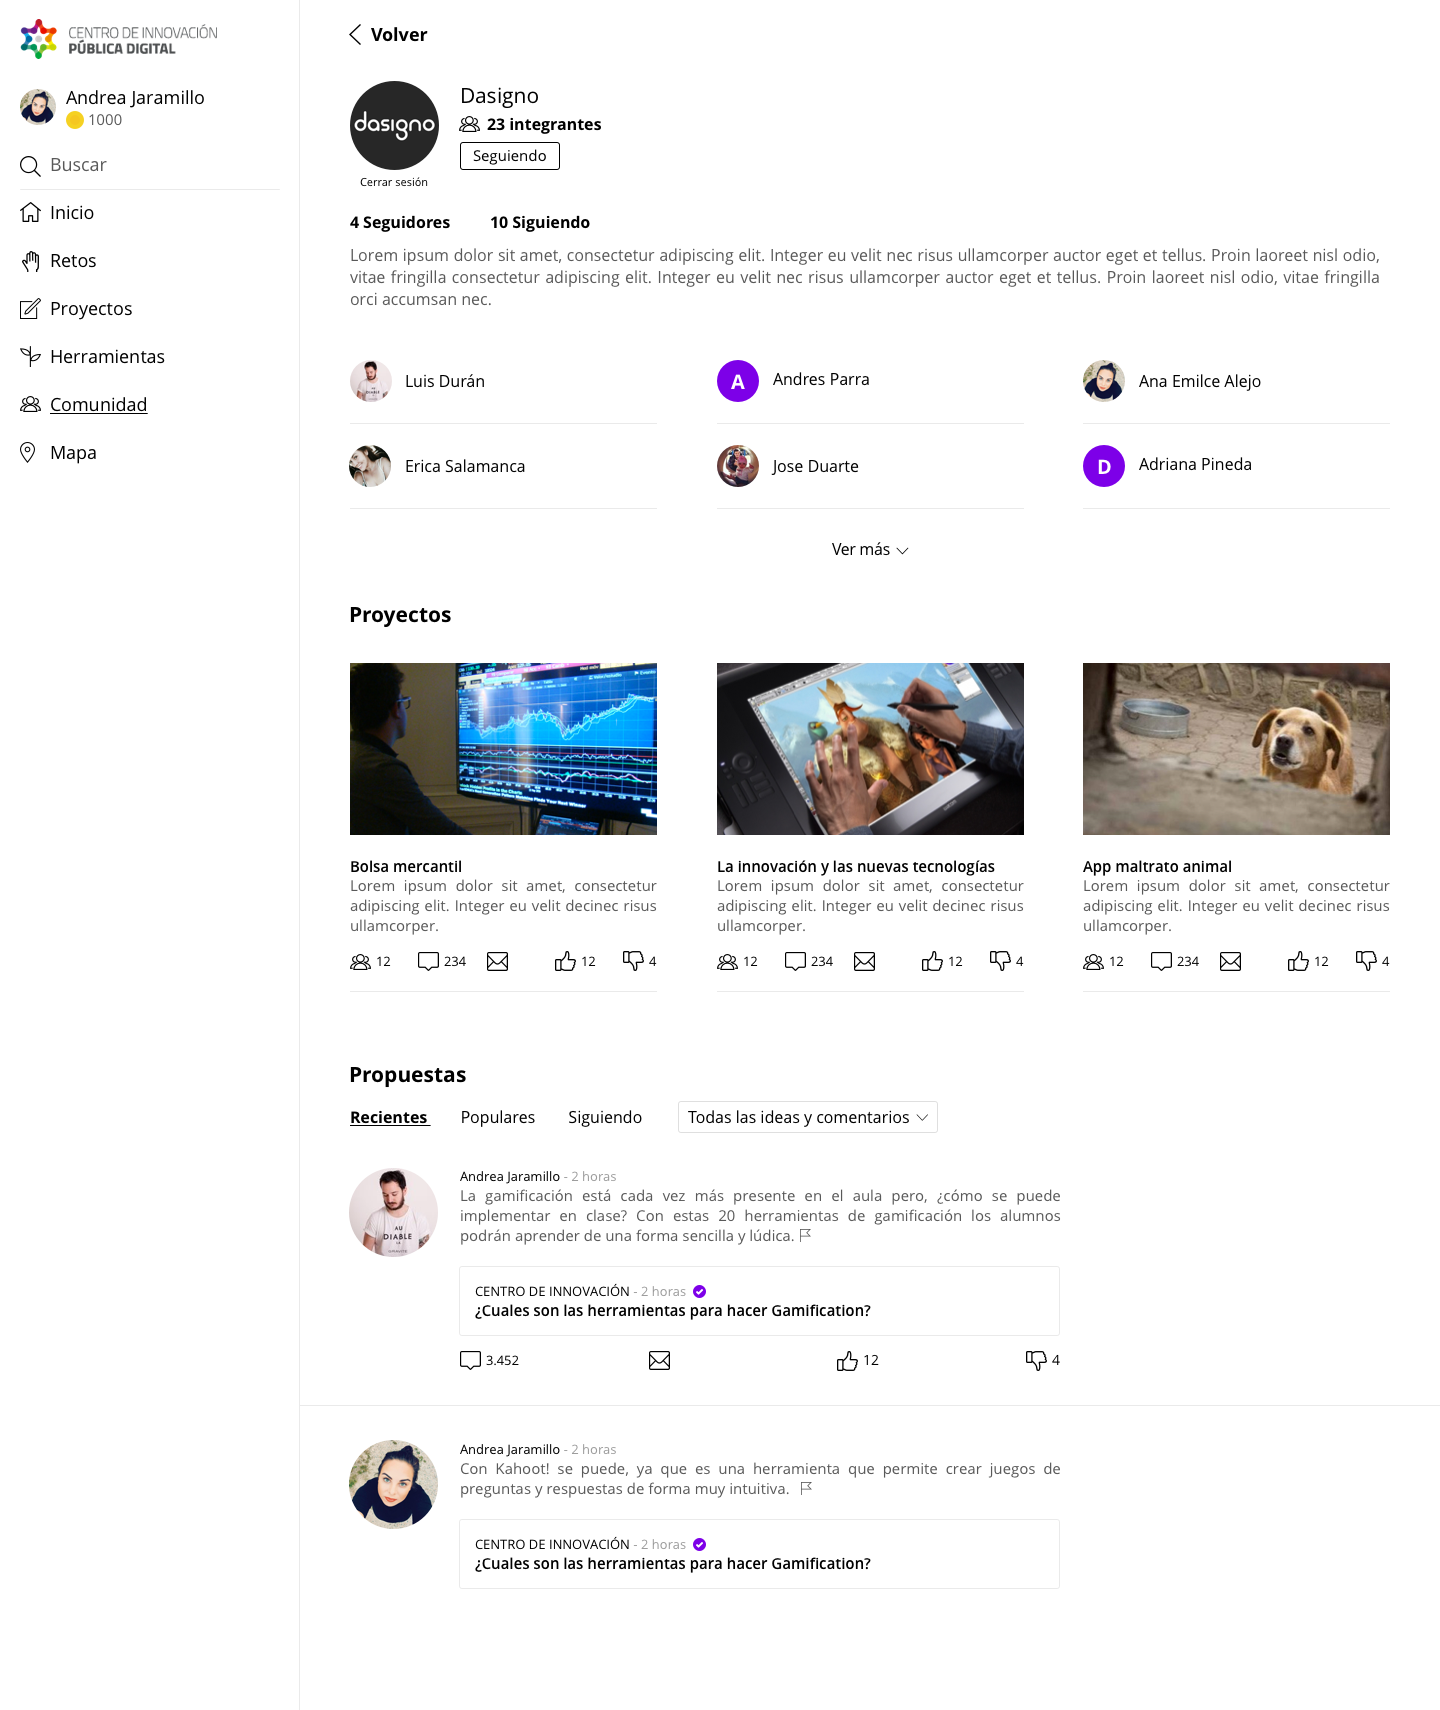 CENTRO DE INNOVACIÓN
PÚBLICA DIGITAL
Andrea Jaramillo
1000
Buscar
Inicio
Retos
Proyectos
Herramientas
Comunidad
Mapa
Volver
dasigno
Dasigno
23 integrantes
Seguiendo
Cerrar sesión
4 Seguidores 10 Siguiendo
Lorem ipsum dolor sit amet, consectetur adipiscing elit. Integer eu velit nec risus ullamcorper auctor eget et tellus. Proin laoreet nisl odio,
vitae fringilla consectetur adipiscing elit. Integer eu velit nec risus ullamcorper auctor eget et tellus. Proin laoreet nisl odio, vitae fringilla
orci accumsan nec.
Luis Durán
A Andres Parra
Ana Emilce Alejo
Erica Salamanca
Jose Duarte
D Adriana Pineda
Ver más
Proyectos
Bolsa mercantil
Lorem ipsum dolor sit amet, consectetur
adipiscing elit. Integer eu velit decinec risus
ullamcorper.
12 234 12 4
La innovación y las nuevas tecnologías
Lorem ipsum dolor sit amet, consectetur
adipiscing elit. Integer eu velit decinec risus
ullamcorper.
12 234 12 4
App maltrato animal
Lorem ipsum dolor sit amet, consectetur
adipiscing elit. Integer eu velit decinec risus
ullamcorper.
12 234 12 4
Propuestas
Recientes Populares Siguiendo Todas las ideas y comentarios
AU
DIABLE
Andrea Jaramillo - 2 horas
La gamificación está cada vez más presente en el aula pero, ¿cómo se puede
implementar en clase? Con estas 20 herramientas de gamificación los alumnos
podrán aprender de una forma sencilla y lúdica.
CENTRO DE INNOVACIÓN - 2 horas
¿Cuales son las herramientas para hacer Gamification?
3.452 12 4
Andrea Jaramillo - 2 horas
Con Kahoot! se puede, ya que es una herramienta que permite crear juegos de
preguntas y respuestas de forma muy intuitiva.
CENTRO DE INNOVACIÓN - 2 horas
¿Cuales son las herramientas para hacer Gamification?